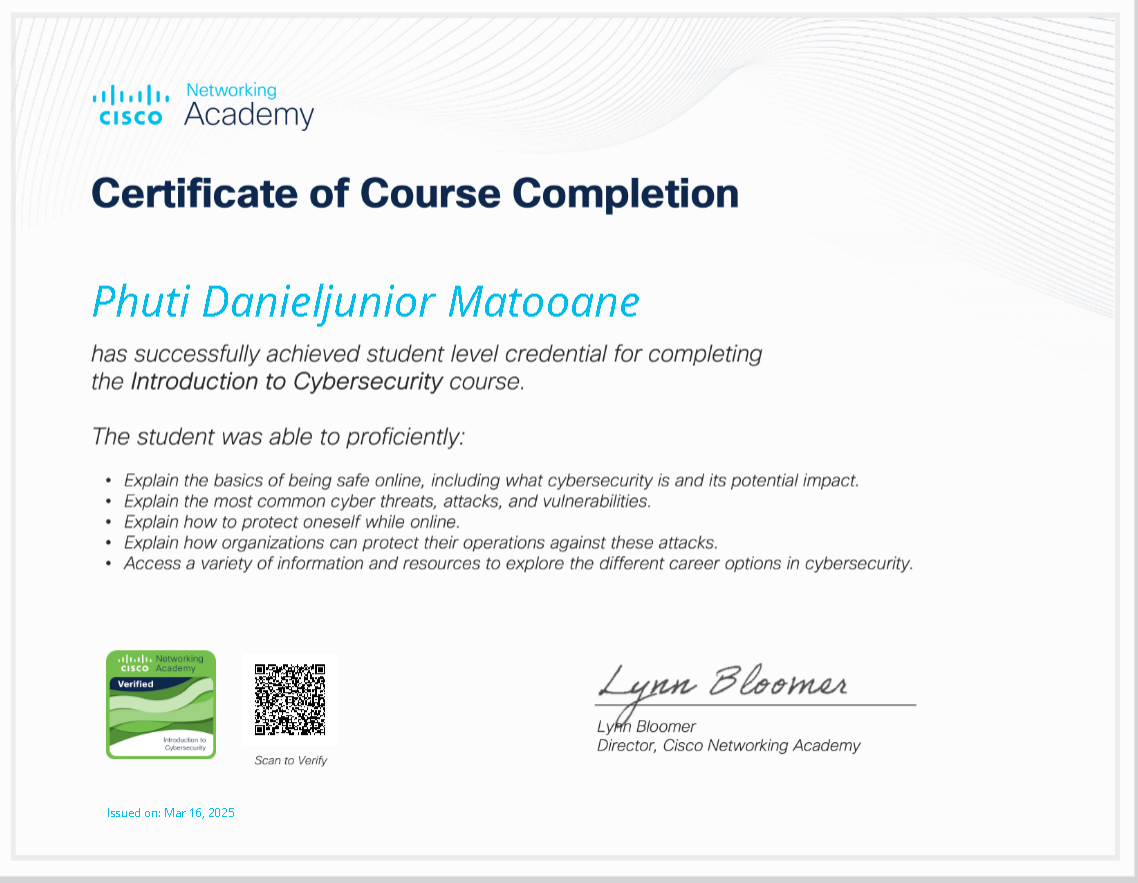 Networking
CISCO Academy
Certificate of Course Completion
Phuti Danieljunior Matooane
has successfully achieved student level credential for completing
the Introduction to Cybersecurity course.
The student was able to proficiently:
• Explain the basics of being safe online, including what cybersecurity is and its potential impact.
• Explain the most common cyber threats, attacks, and vulnerabilities.
• Explain how to protect oneself while online.
• Explain how organizations can protect their operations against these attacks.
• Access a variety of information and resources to explore the different career options in cybersecurity.
Networking
CISCO Academy
Verified
Introduction to
Cybersecurity
Scan to Verify
Lynn Bloomer
Lynn Bloomer
Director, Cisco Networking Academy
Issued on: Mar 16, 2025